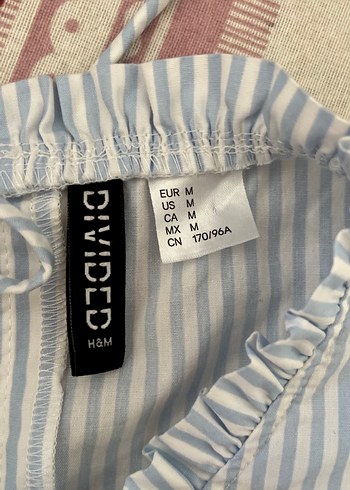 DIVIDED
H&M
EUR M
US M
CA M
MX M
CN 170/96A